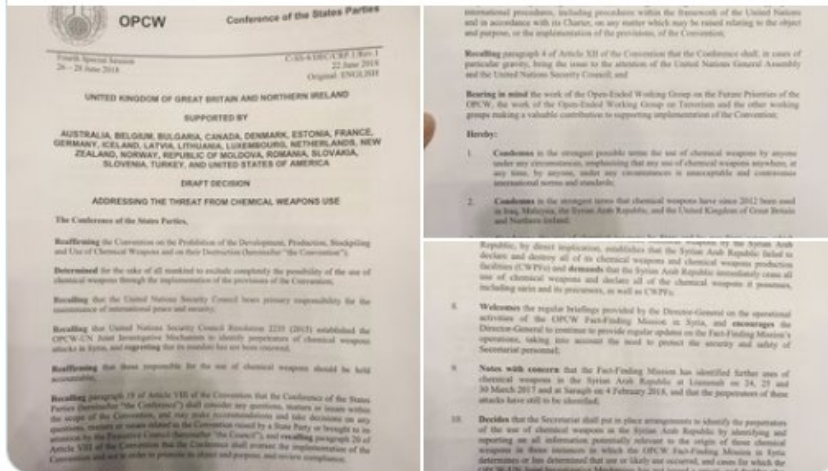 OPCW
Conference of the States Parties
Fourth Special Session
26 – 28 June 2018
C-SS-4/DEC/CRP.1/Rev.1
22 June 2018
Original: ENGLISH
UNITED KINGDOM OF GREAT BRITAIN AND NORTHERN IRELAND
SUPPORTED BY
AUSTRALIA, BELGIUM, BULGARIA, CANADA, DENMARK, ESTONIA, FRANCE,
GERMANY, ICELAND, LATVIA, LITHUANIA, LUXEMBOURG, NETHERLANDS, NEW
ZEALAND, NORWAY, REPUBLIC OF MOLDOVA, ROMANIA, SLOVAKIA,
SLOVENIA, TURKEY, AND UNITED STATES OF AMERICA
DRAFT DECISION
ADDRESSING THE THREAT FROM CHEMICAL WEAPONS USE
The Conference of the States Parties,
Reaffirming the Convention on the Prohibition of the Development, Production, Stockpiling
and Use of Chemical Weapons and on their Destruction (hereinafter "the Convention");
Determined for the sake of all mankind to exclude completely the possibility of the use of
chemical weapons through the implementation of the provisions of the Convention,
Recalling that the United Nations Security Council bears primary responsibility for the
maintenance of international peace and security,
Recalling that United Nations Security Council Resolution 2235 (2015) established the
OPCW-UN Joint Investigative Mechanism to identify perpetrators of chemical weapons
attacks in Syria, and regretting that its mandate has not been renewed,
Reaffirming that those responsible for the use of chemical weapons should be held
accountable;
Recalling paragraph 19 of Article VIII of the Convention that the Conference of the States
Parties (hereinafter "the Conference") shall consider any questions, matters or issues within
the scope of the Convention, and may make recommendations and take decisions on any
questions, matters or issues related to the Convention raised by a State Party or brought to its
attention by the Executive Council (hereinafter "the Council"), and recalling paragraph 20 of
Article VIII of the Convention that the Conference shall oversee the implementation of the
Convention and act in order to promote its object and purpose, and review compliance
international procedures, including procedures within the framework of the United Nations
and in accordance with its Charter, on any matter which may be raised relating to the object
and purpose, or the implementation of the provisions, of the Convention;
Recalling paragraph 4 of Article XII of the Convention that the Conference shall, in cases of
particular gravity, bring the issue to the attention of the United Nations General Assembly
and the United Nations Security Council; and
Bearing in mind the work of the Open-Ended Working Group on the Future Priorities of the
OPCW, the work of the Open-Ended Working Group on Terrorism and the other working
groups making a valuable contribution to supporting implementation of the Convention;
Hereby:
1. Condemns in the strongest possible terms the use of chemical weapons by anyone
under any circumstances, emphasising that any use of chemical weapons anywhere, at
any time, by anyone, under any circumstances is unacceptable and contravenes
international norms and standards;
2. Condemns in the strongest terms that chemical weapons have since 2012 been used
in Iraq, Malaysia, the Syrian Arab Republic, and the United Kingdom of Great Britain
and Northern Ireland;
weapons by the Syrian Arab
Republic, by direct implication, establishes that the Syrian Arab Republic failed to
declare and destroy all of its chemical weapons and chemical weapons production
facilities (CWPFs) and demands that the Syrian Arab Republic immediately cease all
use of chemical weapons and declare all of the chemical weapons it possesses,
including sarin and its precursors, as well as CWPFs;
8. Welcomes the regular briefings provided by the Director-General on the operational
activities of the OPCW Fact-Finding Mission in Syria, and encourages the
Director-General to continue to provide regular updates on the Fact-Finding Mission's
operations, taking into account the need to protect the security and safety of
Secretariat personnel;
9. Notes with concern that the Fact-Finding Mission has identified further uses of
chemical weapons in the Syrian Arab Republic at Ltamenah on 24, 25 and
30 March 2017 and at Saraqib on 4 February 2018, and that the perpetrators of these
attacks have still to be identified;
10. Decides that the Secretariat shall put in place arrangements to identify the perpetrators
of the use of chemical weapons in the Syrian Arab Republic by identifying and
reporting on all information potentially relevant to the origin of those chemical
weapons in those instances in which the OPCW Fact-Finding Mission in Syria
determines or has determined that use or likely use occurred, and cases for which the